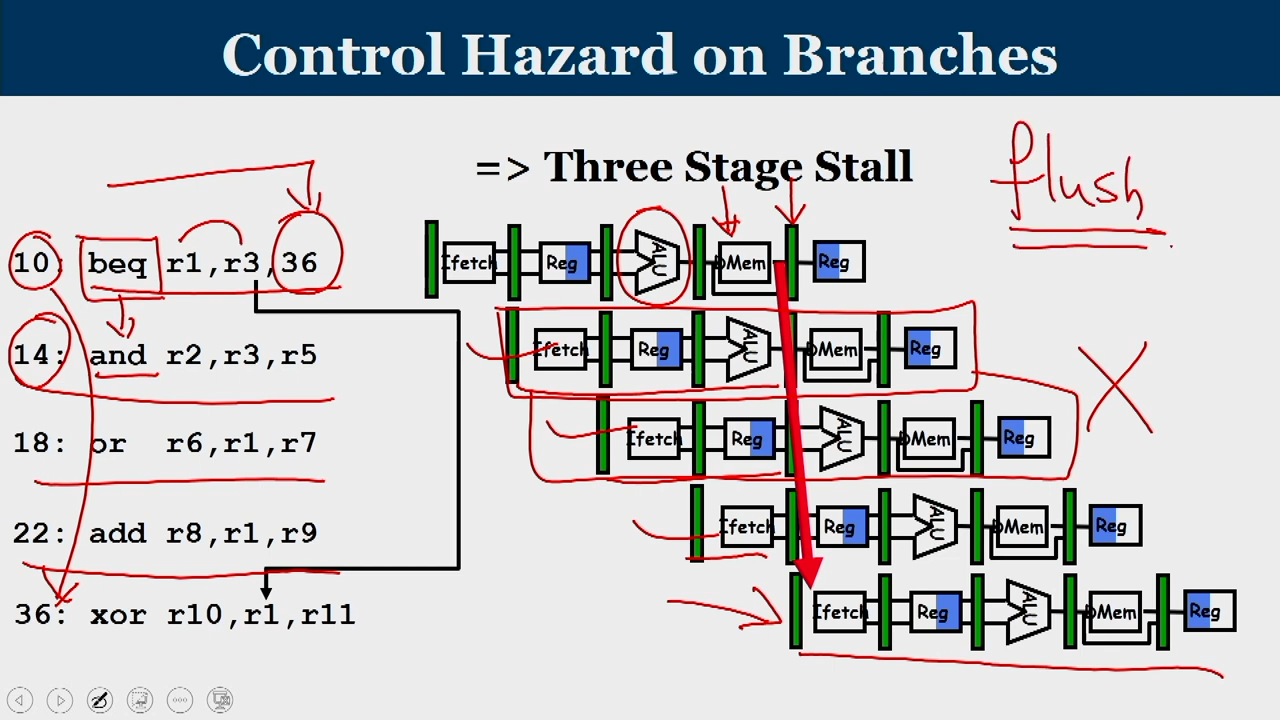 Control Hazard on Branches
=> Three Stage Stall
flush
10: beq r1,r3,36
Ifetch Reg ALU DMem Reg
14: and r2,r3,r5
Ifetch Reg ALU DMem Reg
18: or r6,r1,r7
Ifetch Reg ALU DMem Reg
22: add r8,r1,r9
Ifetch Reg ALU DMem Reg
36: xor r10,r1,r11
Ifetch Reg ALU DMem Reg